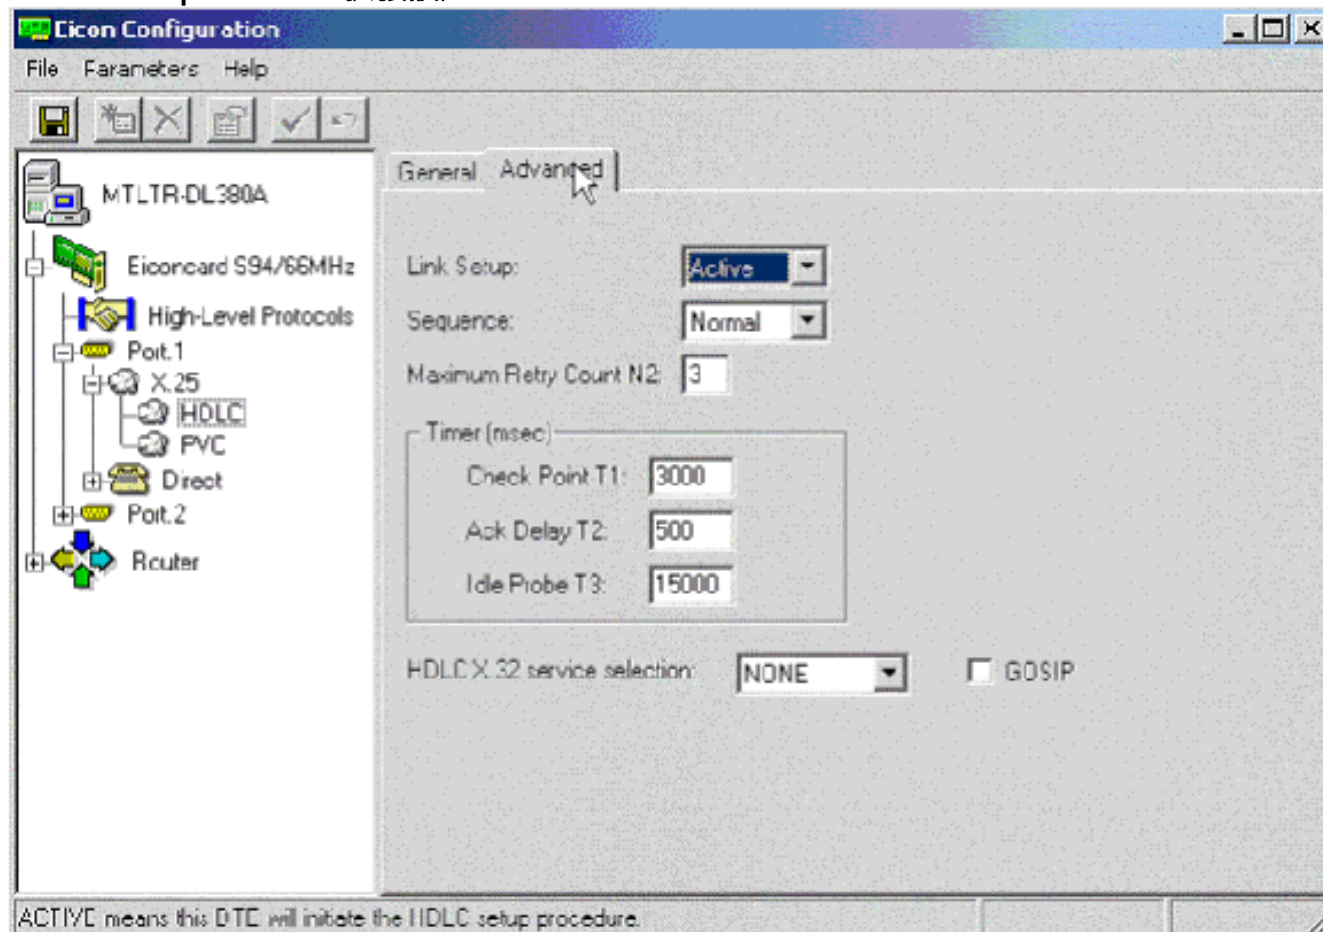 Eicon Configuration
File Parameters Help
General Advanced
MTLTR-DL380A
Eiconcard S94/66MHz
High-Level Protocols
Port.1
X.25
HDLC
PVC
Direct
Port.2
Router
Link Setup: Active
Sequence: Normal
Maximum Retry Count N2: 3
Timer (msec)
Check Point T1: 3000
Ack Delay T2: 500
Idle Probe T3: 15000
HDLC X.32 service selection: NONE GOSIP
ACTIVE means this DTE will initiate the HDLC setup procedure.